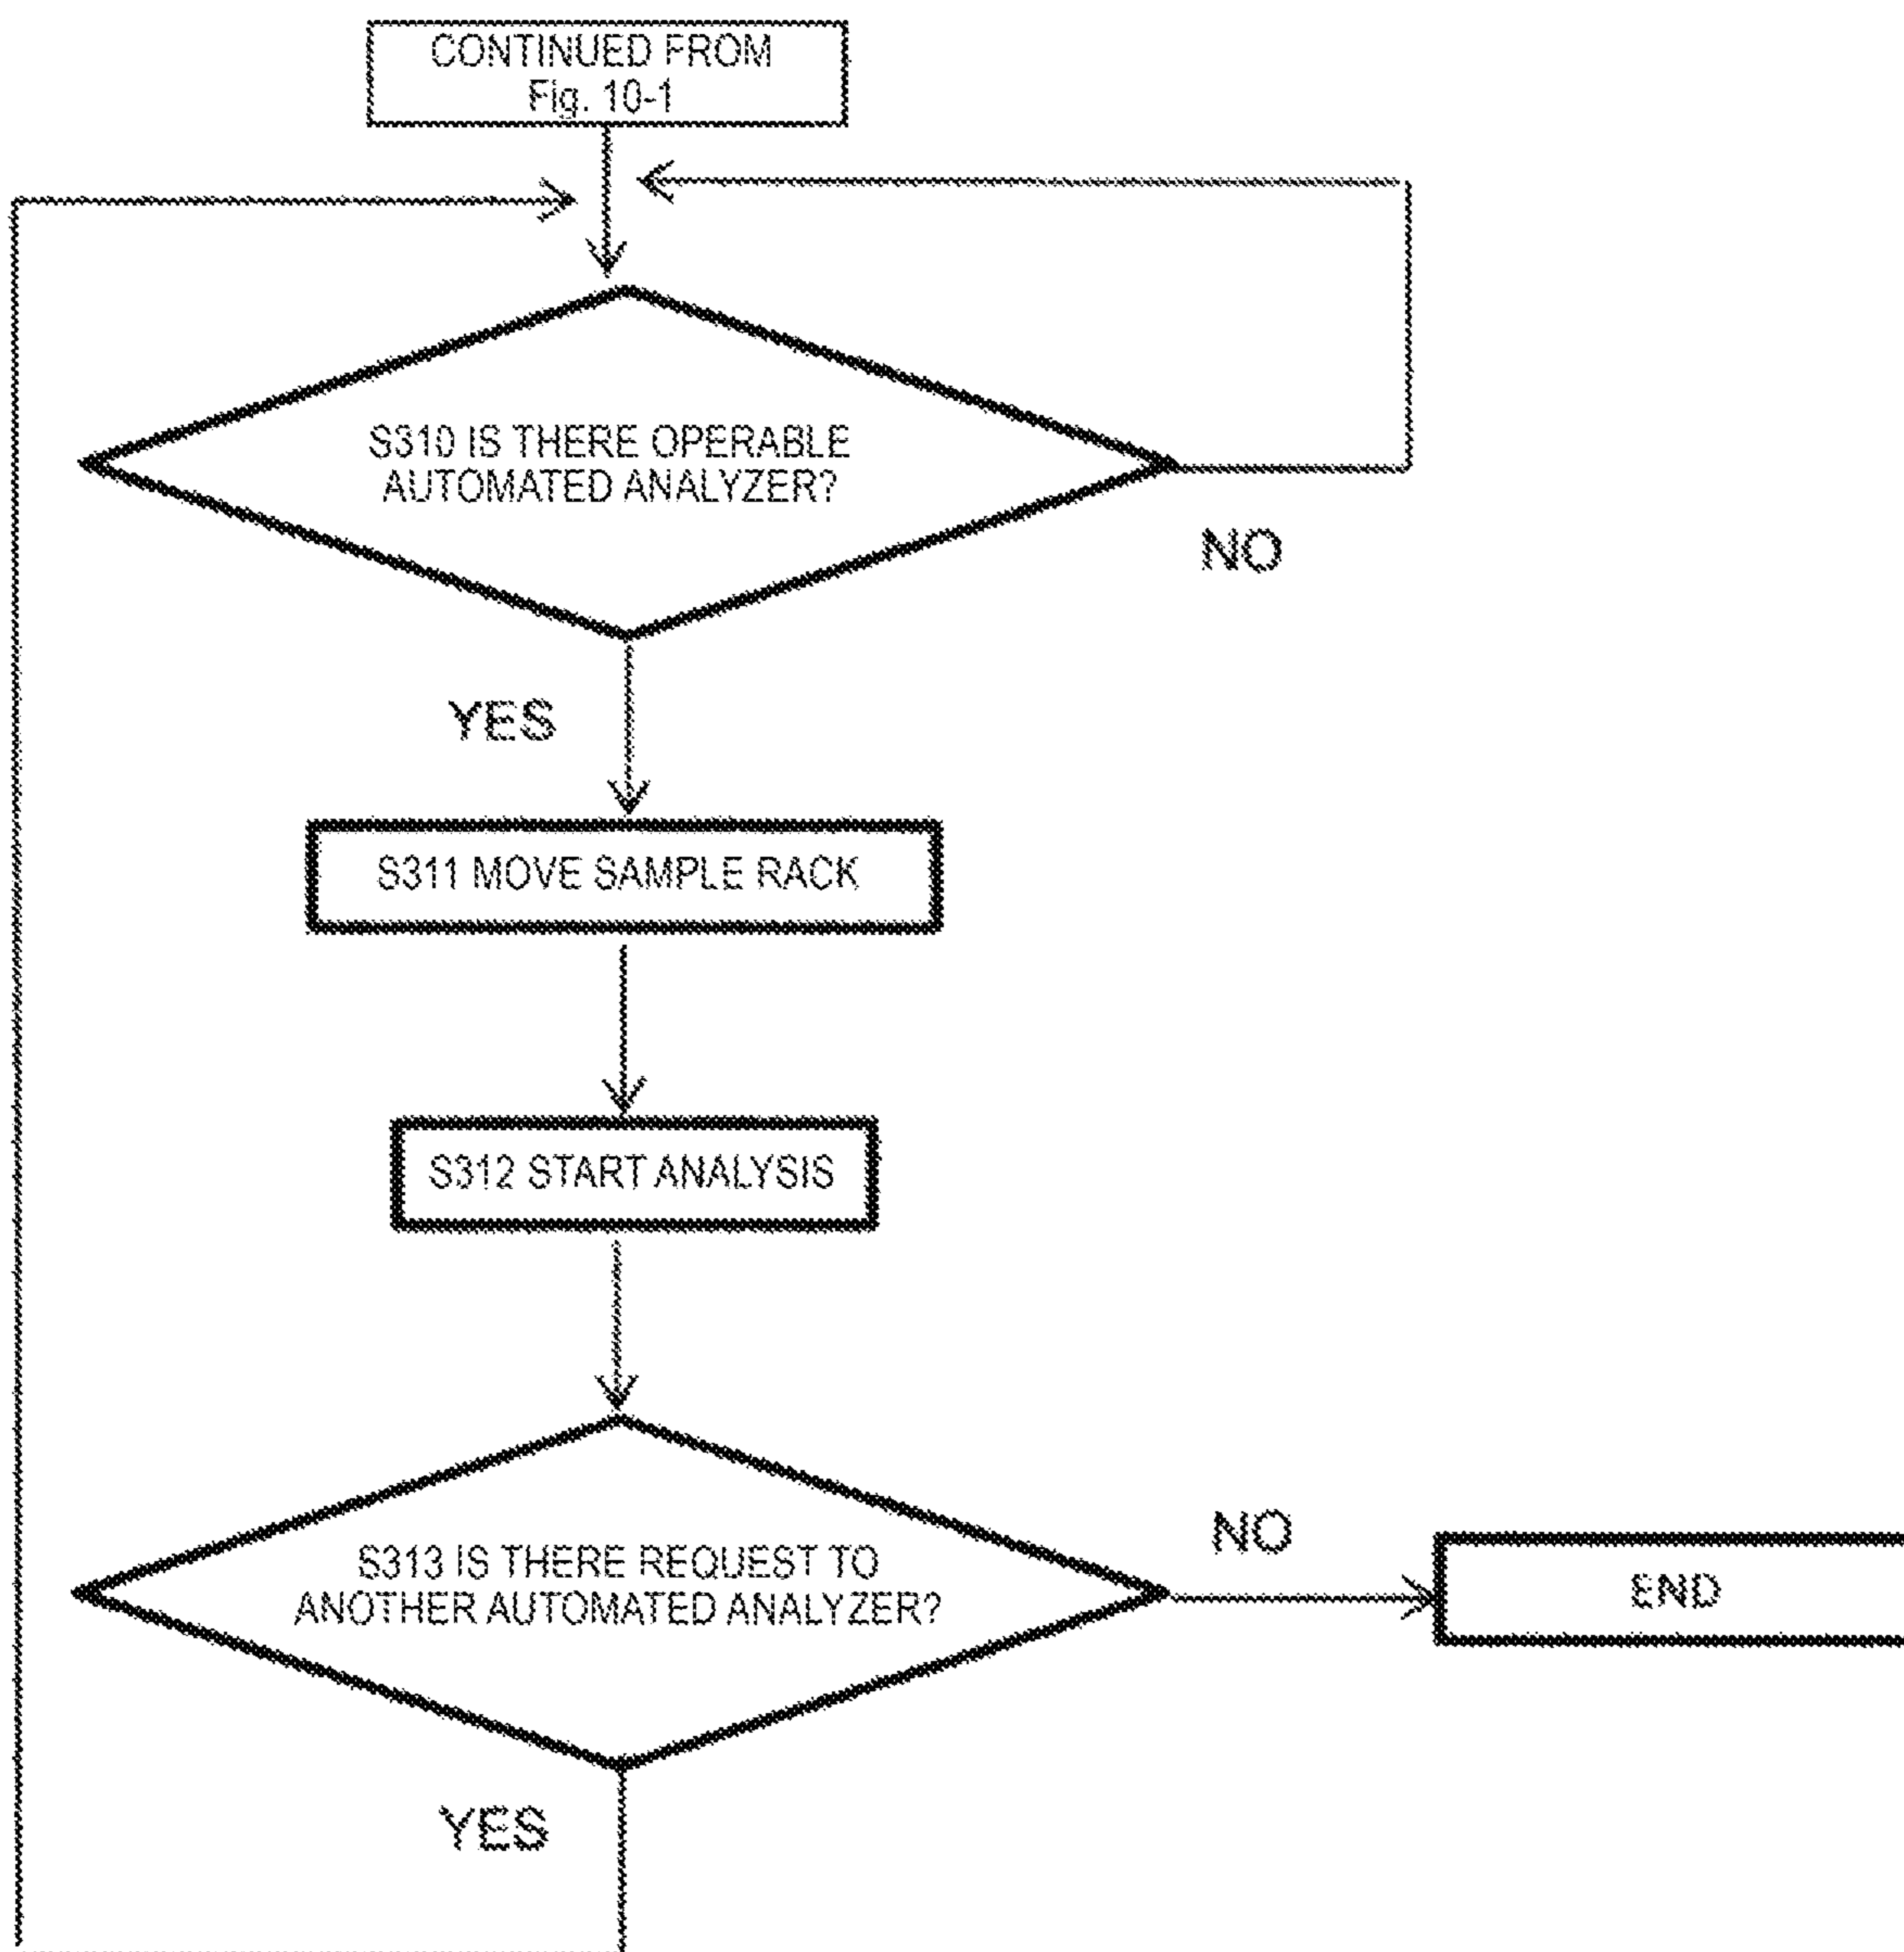 CONTINUED FROM
Fig. 10-1
S310 IS THERE OPERABLE
AUTOMATED ANALYZER?
NO
YES
S311 MOVE SAMPLE RACK
S312 START ANALYSIS
S313 IS THERE REQUEST TO
ANOTHER AUTOMATED ANALYZER?
NO
END
YES